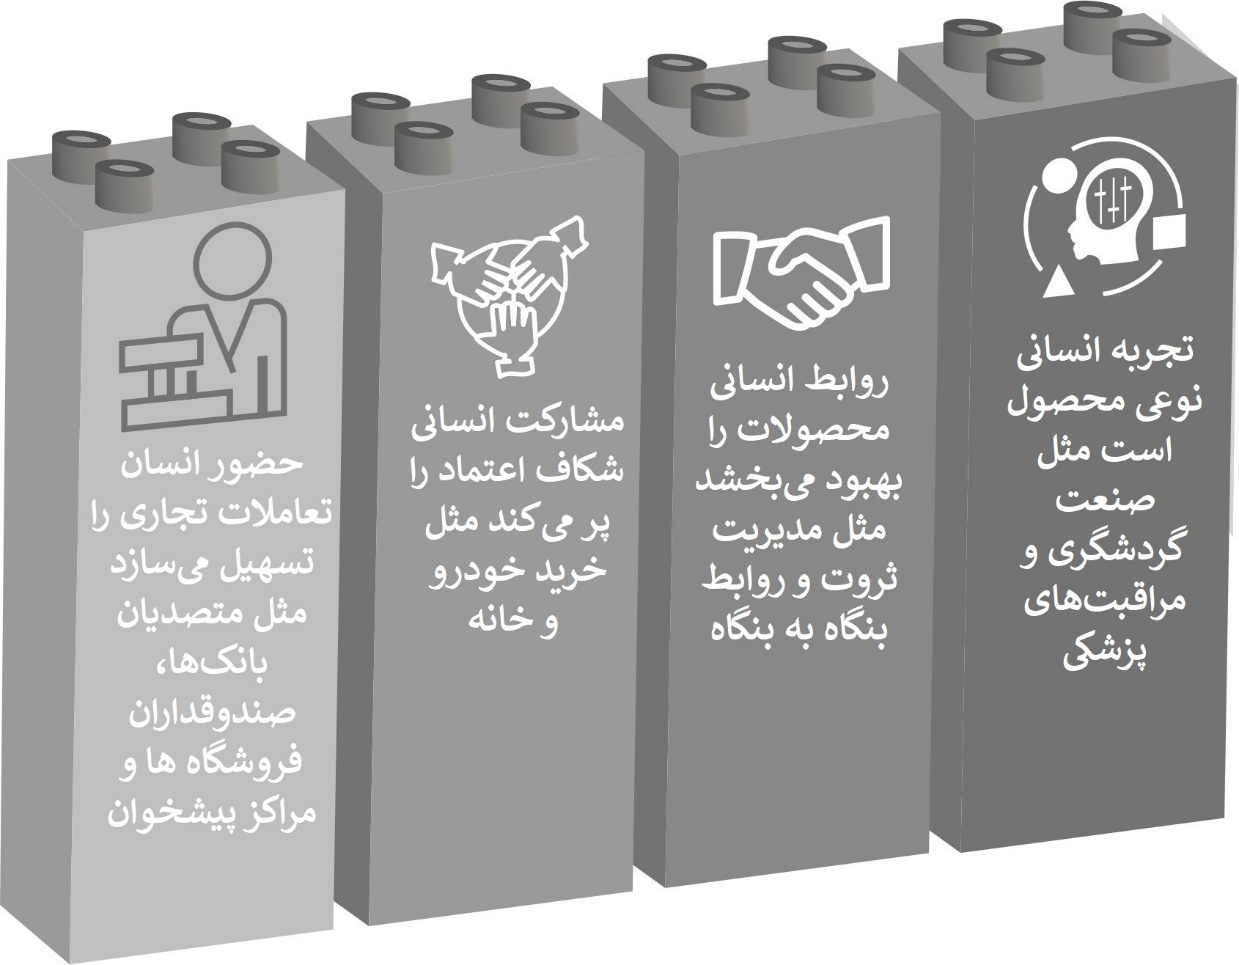 تجربه انسانی
نوعی محصول
است مثل
صنعت
گردشگری و
مراقبت‌های
پزشکی
روابط انسانی
محصولات را
بهبود می‌بخشد
مثل مدیریت
ثروت و روابط
بنگاه به بنگاه
مشارکت انسانی
شکاف اعتماد را
پر می‌کند مثل
خرید خودرو
و خانه
حضور انسان
تعاملات تجاری را
تسهیل می‌سازد
مثل متصدیان
بانک‌ها،
صندوقداران
فروشگاه ها و
مراکز پیشخوان